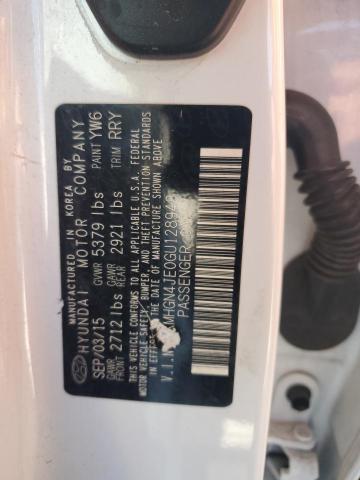 MANUFACTURED IN KOREA BY
HYUNDAI MOTOR COMPANY
SEP/03/15 GVWR 5379 lbs PAINT YW6
GAWR FRONT 2712 lbs GAWR REAR 2921 lbs TRIM RRY
THIS VEHICLE CONFORMS TO ALL APPLICABLE U.S.A. FEDERAL
MOTOR VEHICLE SAFETY, BUMPER, AND THEFT PREVENTION STANDARDS
IN EFFECT ON THE DATE OF MANUFACTURE SHOWN ABOVE
PASSENGER